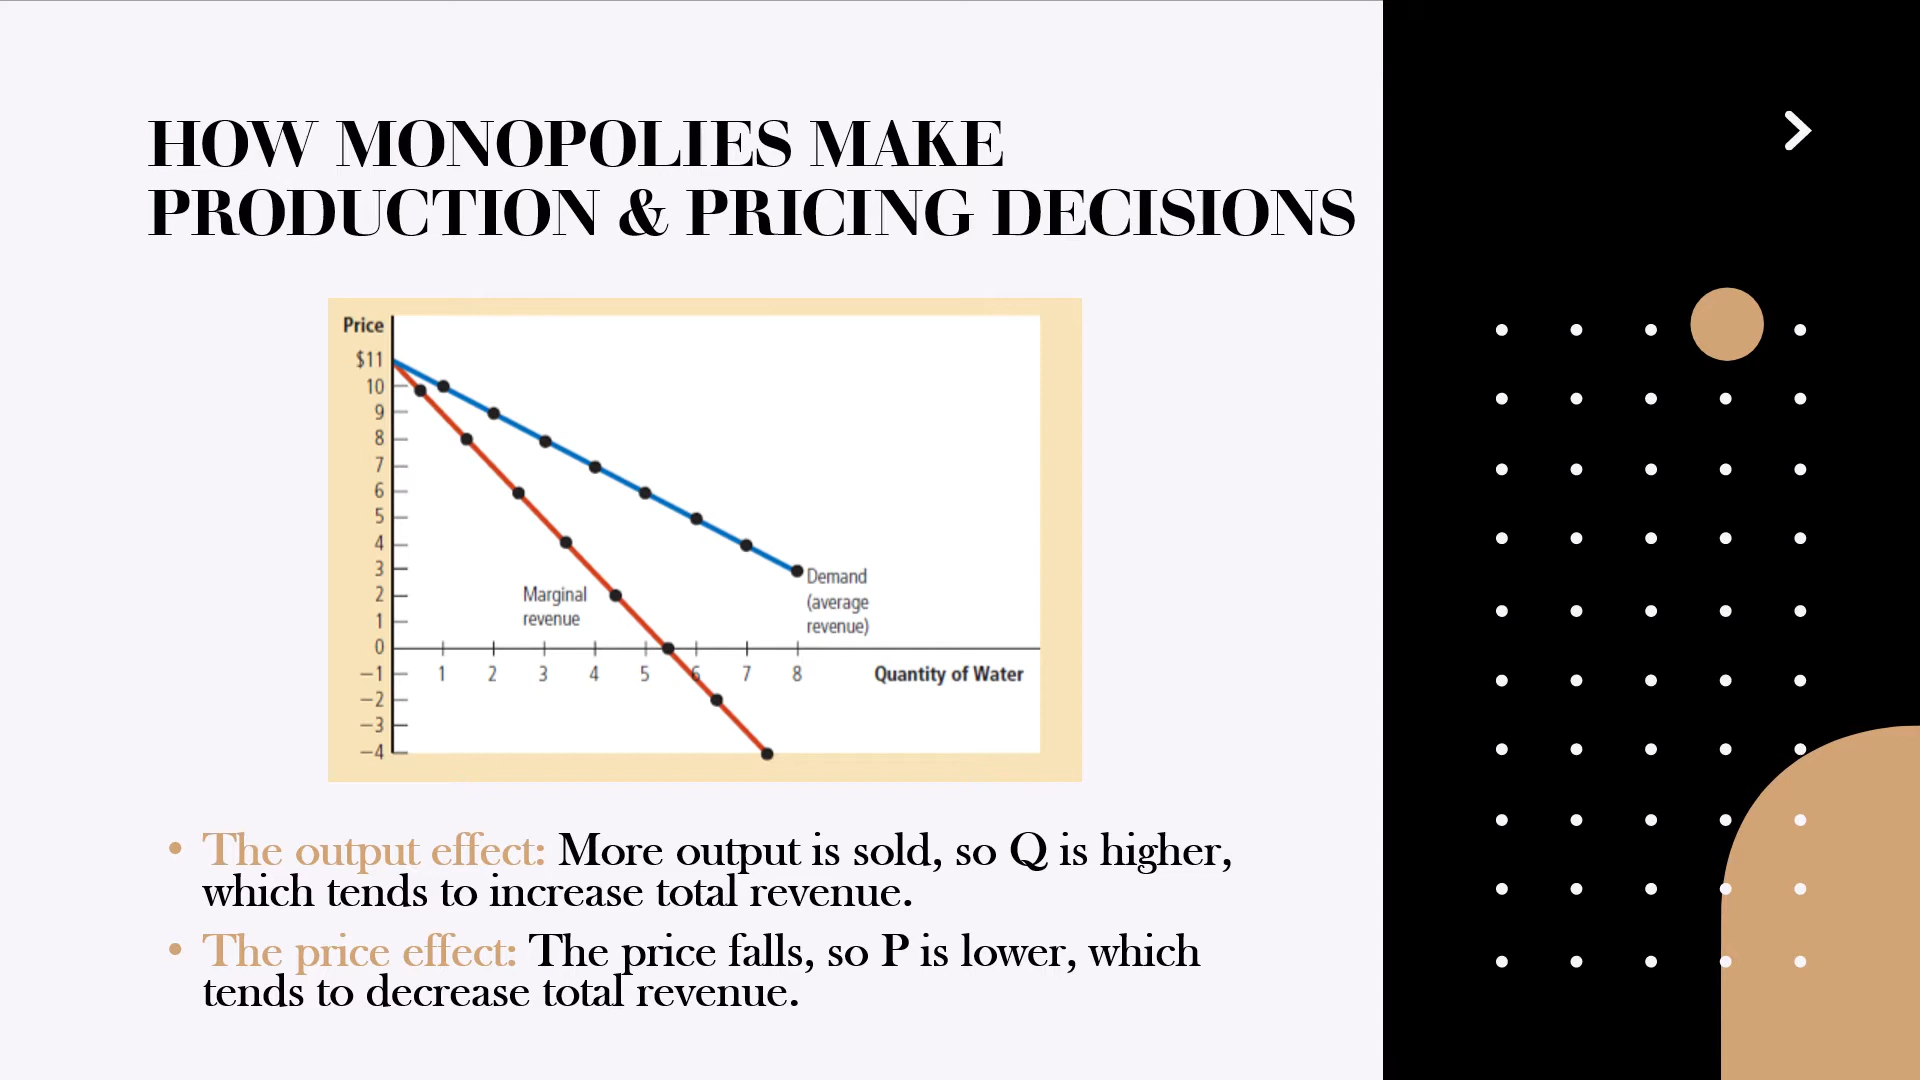 HOW MONOPOLIES MAKE
PRODUCTION & PRICING DECISIONS
Price
$11
10
9
8
7
6
5
4
3
2
1
0
−1
−2
−3
−4
Marginal
revenue
Demand
(average
revenue)
1 2 3 4 5 6 7 8
Quantity of Water
• The output effect: More output is sold, so Q is higher,
which tends to increase total revenue.
• The price effect: The price falls, so P is lower, which
tends to decrease total revenue.